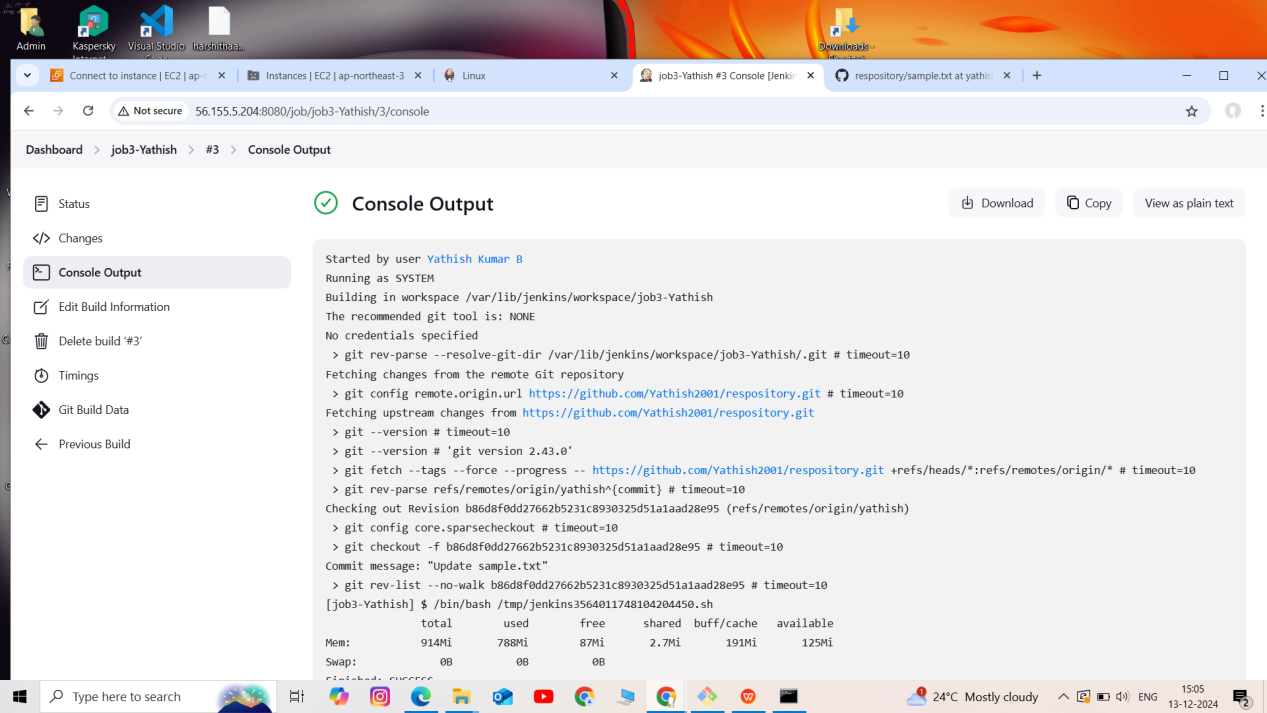 Admin
Kaspersky
Visual Studio
harshithaa...
Downloads -
Connect to instance | EC2 | ap-n
Instances | EC2 | ap-northeast-3
Linux
job3-Yathish #3 Console [Jenkin
respository/sample.txt at yathis
Not secure
56.155.5.204:8080/job/job3-Yathish/3/console
Dashboard
job3-Yathish
#3
Console Output
Status
Changes
Console Output
Edit Build Information
Delete build ‘#3’
Timings
Git Build Data
Previous Build
Console Output
Download
Copy
View as plain text
Started by user Yathish Kumar B
Running as SYSTEM
Building in workspace /var/lib/jenkins/workspace/job3-Yathish
The recommended git tool is: NONE
No credentials specified
> git rev-parse --resolve-git-dir /var/lib/jenkins/workspace/job3-Yathish/.git # timeout=10
Fetching changes from the remote Git repository
> git config remote.origin.url https://github.com/Yathish2001/respository.git # timeout=10
Fetching upstream changes from https://github.com/Yathish2001/respository.git
> git --version # timeout=10
> git --version # 'git version 2.43.0'
> git fetch --tags --force --progress -- https://github.com/Yathish2001/respository.git +refs/heads/*:refs/remotes/origin/* # timeout=10
> git rev-parse refs/remotes/origin/yathish^{commit} # timeout=10
Checking out Revision b86d8f0dd27662b5231c8930325d51a1aad28e95 (refs/remotes/origin/yathish)
> git config core.sparsecheckout # timeout=10
> git checkout -f b86d8f0dd27662b5231c8930325d51a1aad28e95 # timeout=10
Commit message: "Update sample.txt"
> git rev-list --no-walk b86d8f0dd27662b5231c8930325d51a1aad28e95 # timeout=10
[job3-Yathish] $ /bin/bash /tmp/jenkins3564011748104204450.sh
total used free shared buff/cache available
Mem: 914Mi 788Mi 87Mi 2.7Mi 191Mi 125Mi
Swap: 0B 0B 0B
Finished: SUCCESS
Type here to search
1
24°C Mostly cloudy
ENG
15:05
13-12-2024
2